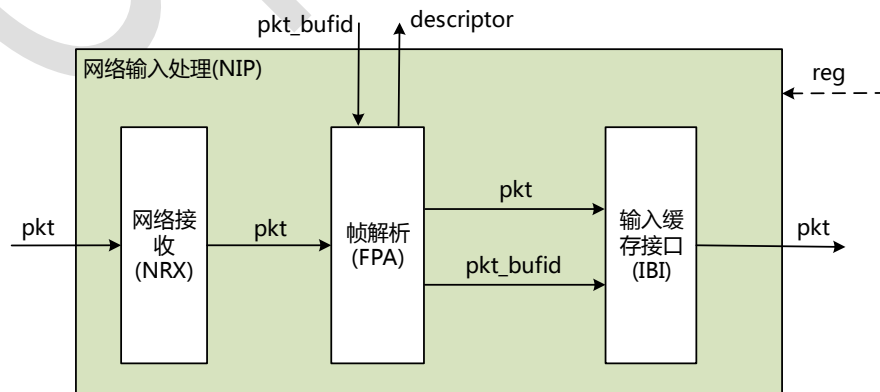 pkt_bufid
descriptor
网络输入处理(NIP)
reg
pkt
网络接
收
(NRX)
pkt
帧解析
(FPA)
pkt
pkt_bufid
输入缓
存接口
(IBI)
pkt